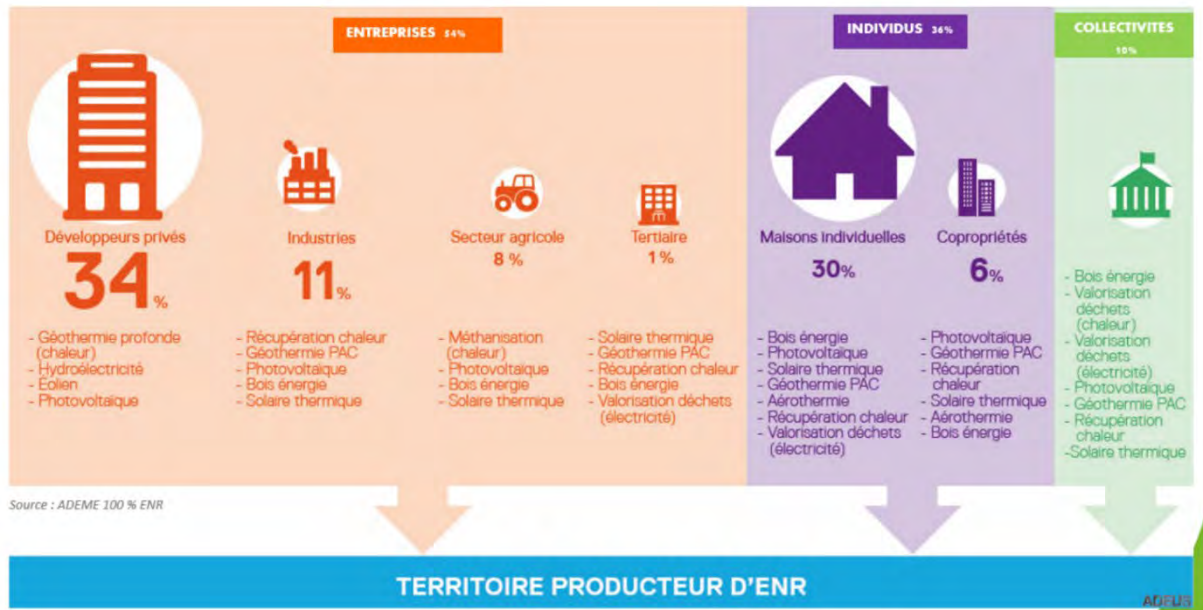 ENTREPRISES 54%
Développeurs privés
34%
- Géothermie profonde
(chaleur)
- Hydroélectricité
- Éolien
- Photovoltaïque
Industries
11%
- Récupération chaleur
- Géothermie PAC
- Photovoltaïque
- Bois énergie
- Solaire thermique
Secteur agricole
8 %
- Méthanisation
(chaleur)
- Photovoltaïque
- Bois énergie
- Solaire thermique
Tertiaire
1 %
- Solaire thermique
- Géothermie PAC
- Récupération chaleur
- Bois énergie
- Valorisation déchets
(électricité)
INDIVIDUS 36%
Maisons individuelles
30%
- Bois énergie
- Photovoltaïque
- Solaire thermique
- Géothermie PAC
- Aérothermie
- Récupération chaleur
- Valorisation déchets
(électricité)
Copropriétés
6%
- Photovoltaïque
- Géothermie PAC
- Récupération
chaleur
- Solaire thermique
- Aérothermie
- Bois énergie
COLLECTIVITES
10%
- Bois énergie
- Valorisation
déchets
(chaleur)
- Valorisation
déchets
(électricité)
- Photovoltaïque
- Géothermie PAC
- Récupération
chaleur
-Solaire thermique
Source : ADEME 100 % ENR
TERRITOIRE PRODUCTEUR D'ENR
ADEUS